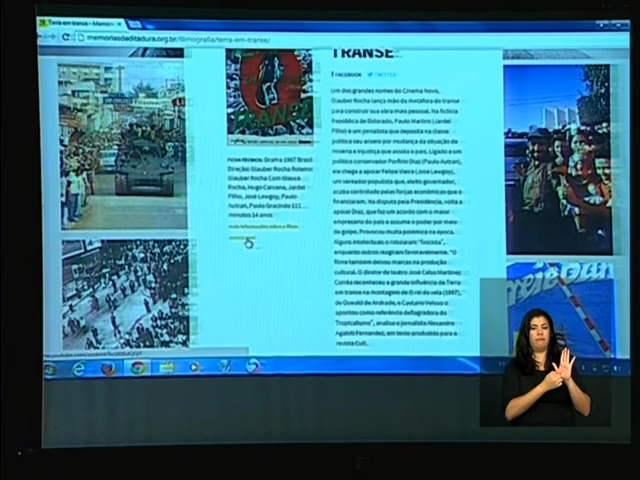 Terra em transe
memoriasdaditadura.org.br/filmografia/terra-em-transe/
TRANSE
FACEBOOK TWITTER
FICHA TÉCNICA: Drama 1967 Brasil
Direção: Glauber Rocha Roteiro:
Glauber Rocha Com Glauce
Rocha, Hugo Carvana, Jardel
Filho, José Lewgoy, Paulo
Autran, Paulo Gracindo 111
minutos 14 anos
mais informações sobre o filme
Um dos grandes nomes do Cinema Novo,
Glauber Rocha lança mão da metáfora do transe
para construir sua obra mais pessoal. Na fictícia
República de Eldorado, Paulo Martins (Jardel
Filho) é um jornalista que deposita na classe
política seu anseio por mudança da situação de
miséria e injustiça que assola o país. Ligado a um
político conservador Porfírio Diaz (Paulo Autran),
ele chega a apoiar Felipe Vieira (José Lewgoy),
um vereador populista que, eleito governador,
acaba controlado pelas forças econômicas que o
financiaram. Na disputa pela Presidência, volta a
apoiar Diaz, que faz um acordo com o maior
empresário do país e assume o poder por meio
de golpe. Provocou muita polêmica na época.
Alguns intelectuais o rotularam "fascista",
enquanto outros reagiram favoravelmente. "O
filme também deixou marcas na produção
cultural. O diretor de teatro José Celso Martinez
Corrêa reconheceu a grande influência de Terra
em transe na montagem de O rei da vela (1967),
de Oswald de Andrade, e Caetano Veloso o
apontou como referência deflagradora do
Tropicalismo", analisa o jornalista Alexandre
Agabiti Fernandez, em texto produzido para a
revista Cult.